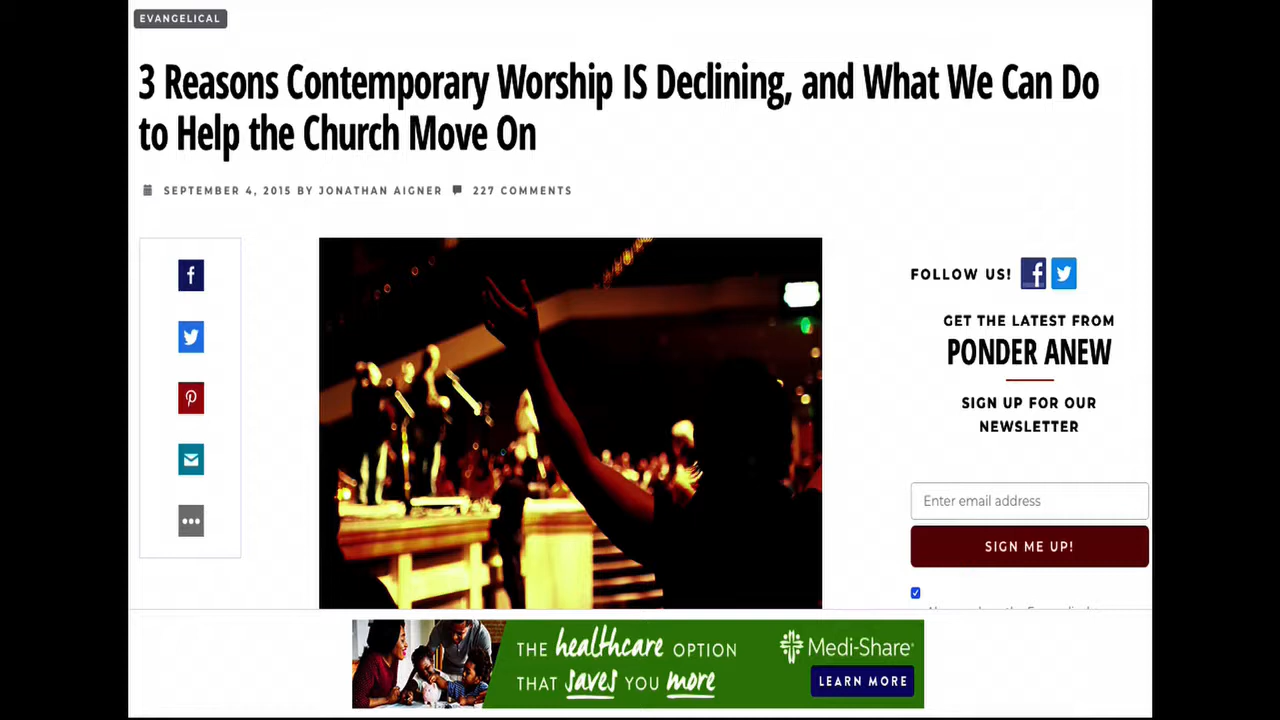 EVANGELICAL
3 Reasons Contemporary Worship IS Declining, and What We Can Do
to Help the Church Move On
SEPTEMBER 4, 2015 BY JONATHAN AIGNER 227 COMMENTS
FOLLOW US!
GET THE LATEST FROM
PONDER ANEW
SIGN UP FOR OUR
NEWSLETTER
Enter email address
SIGN ME UP!
THE healthcare OPTION
THAT saves YOU more
Medi-Share
LEARN MORE